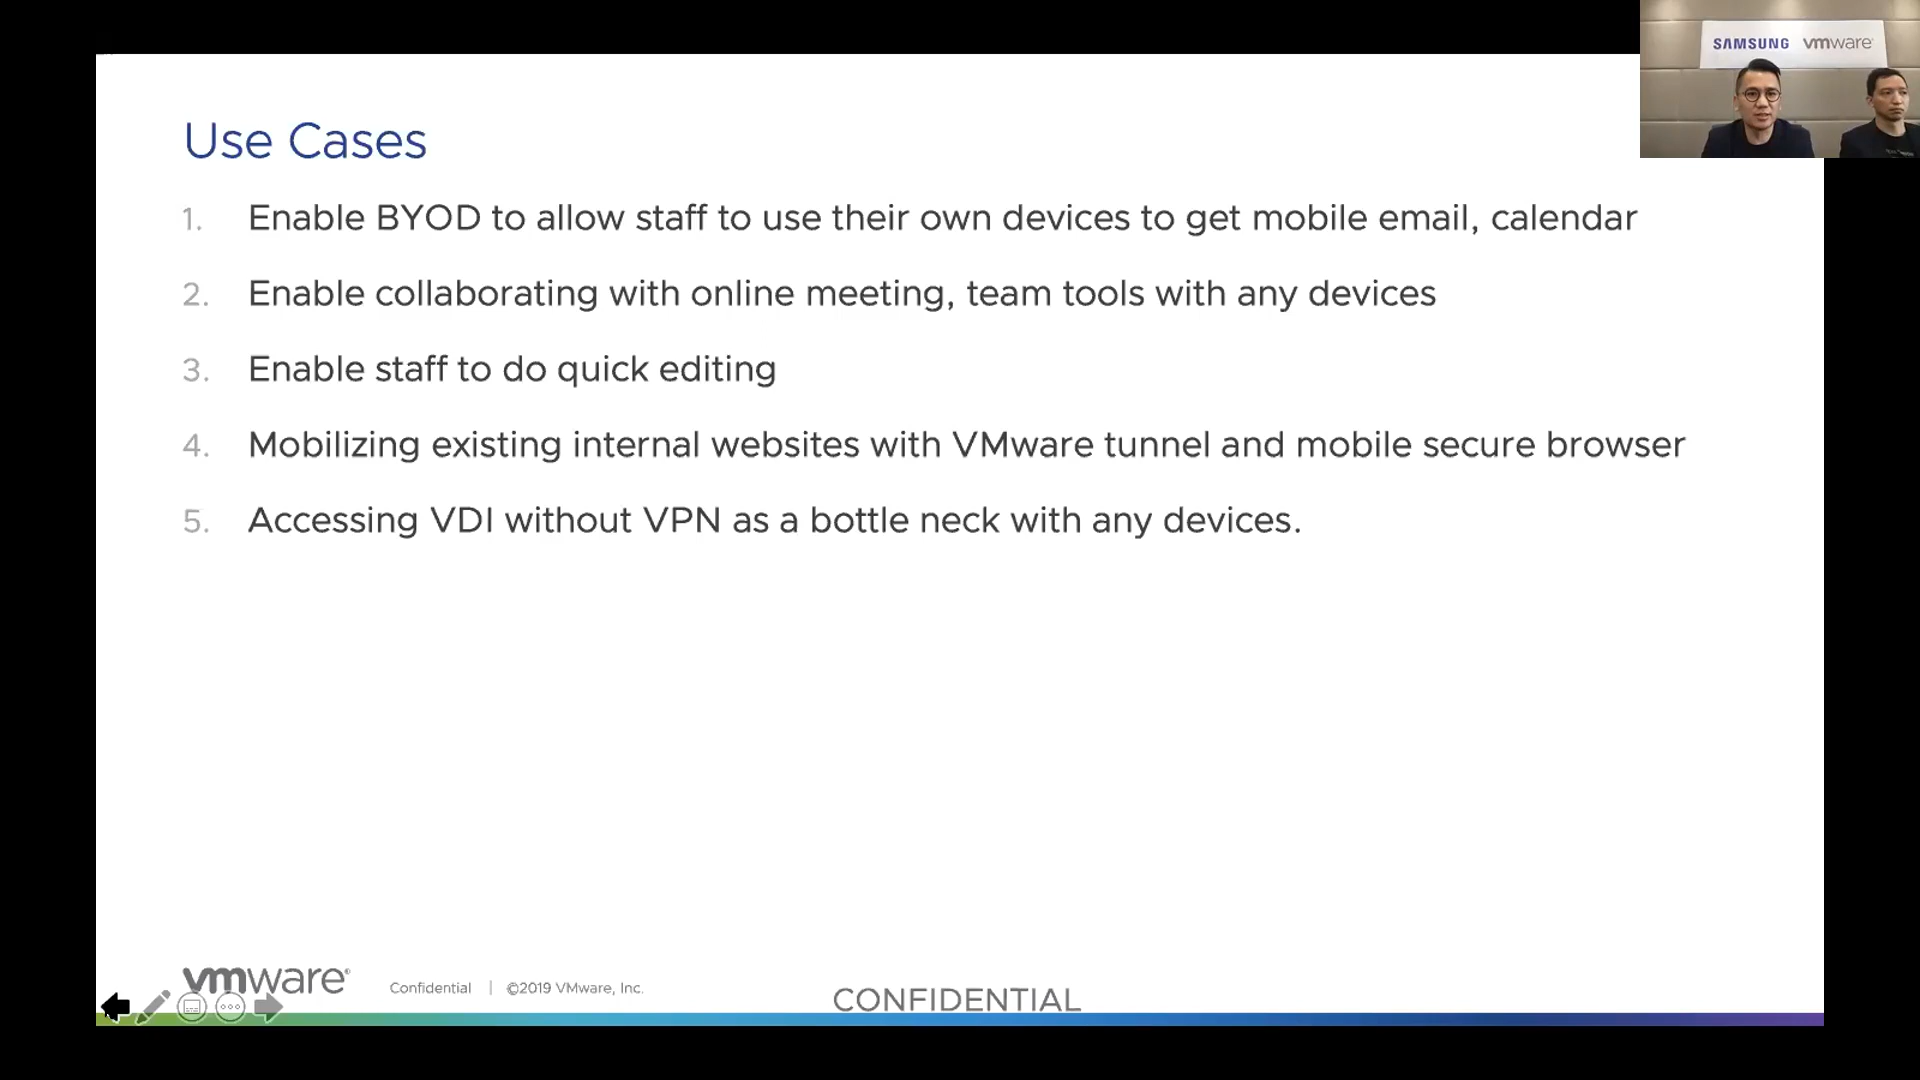 SAMSUNG vmware
Use Cases
1. Enable BYOD to allow staff to use their own devices to get mobile email, calendar
2. Enable collaborating with online meeting, team tools with any devices
3. Enable staff to do quick editing
4. Mobilizing existing internal websites with VMware tunnel and mobile secure browser
5. Accessing VDI without VPN as a bottle neck with any devices.
vmware® Confidential | ©2019 VMware, Inc.
CONFIDENTIAL